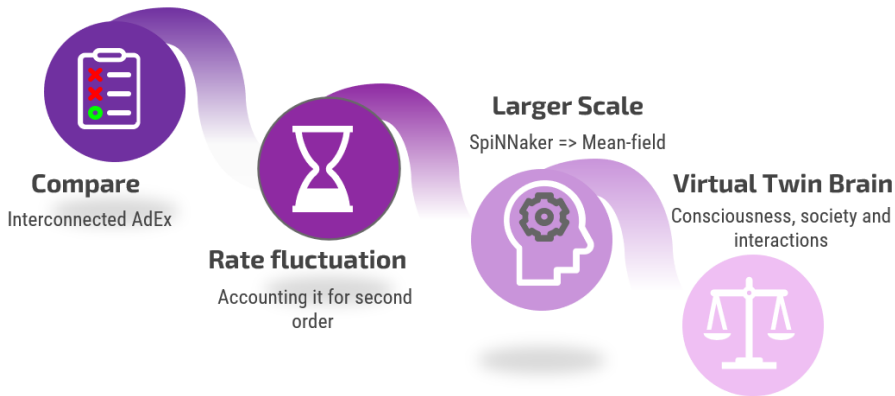 Compare
Interconnected AdEx
Rate fluctuation
Accounting it for second
order
Larger Scale
SpiNNaker => Mean-field
Virtual Twin Brain
Consciousness, society and
interactions